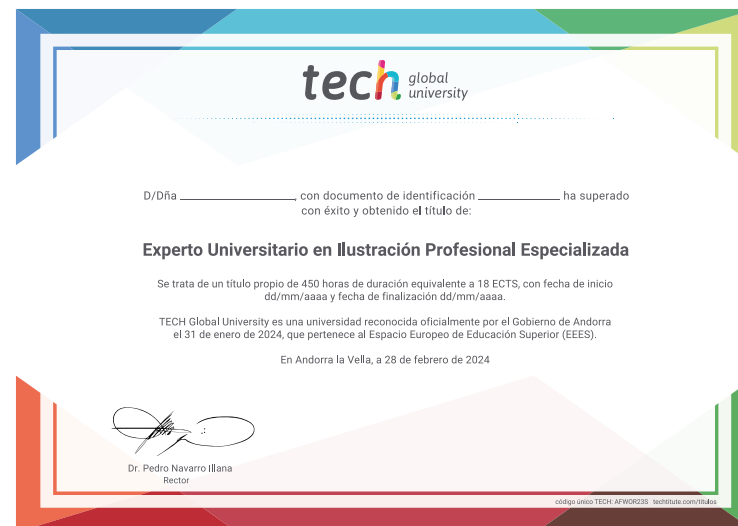 tech global university
D/Dña ____________________, con documento de identificación ______________ ha superado
con éxito y obtenido el título de:
Experto Universitario en Ilustración Profesional Especializada
Se trata de un título propio de 450 horas de duración equivalente a 18 ECTS, con fecha de inicio
dd/mm/aaaa y fecha de finalización dd/mm/aaaa.
TECH Global University es una universidad reconocida oficialmente por el Gobierno de Andorra
el 31 de enero de 2024, que pertenece al Espacio Europeo de Educación Superior (EEES).
En Andorra la Vella, a 28 de febrero de 2024
Dr. Pedro Navarro Illana
Rector
código único TECH: AFWOR23S techtitute.com/titulos